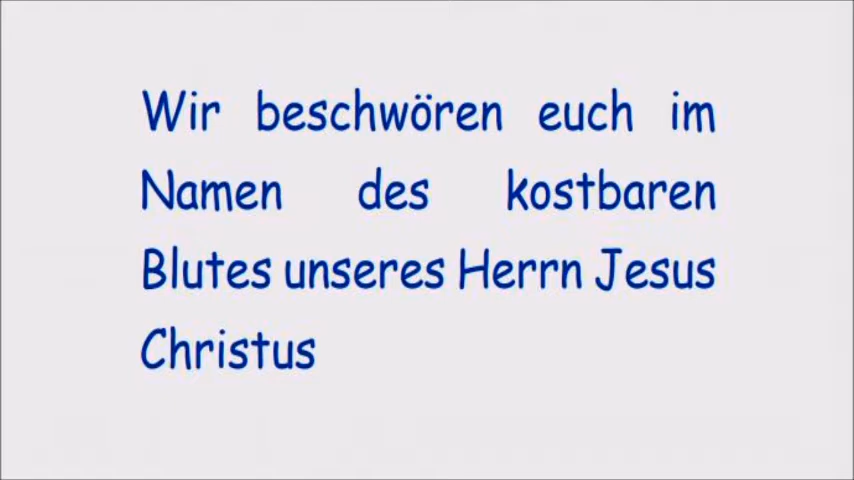 Wir beschwören euch im
Namen des kostbaren
Blutes unseres Herrn Jesus
Christus